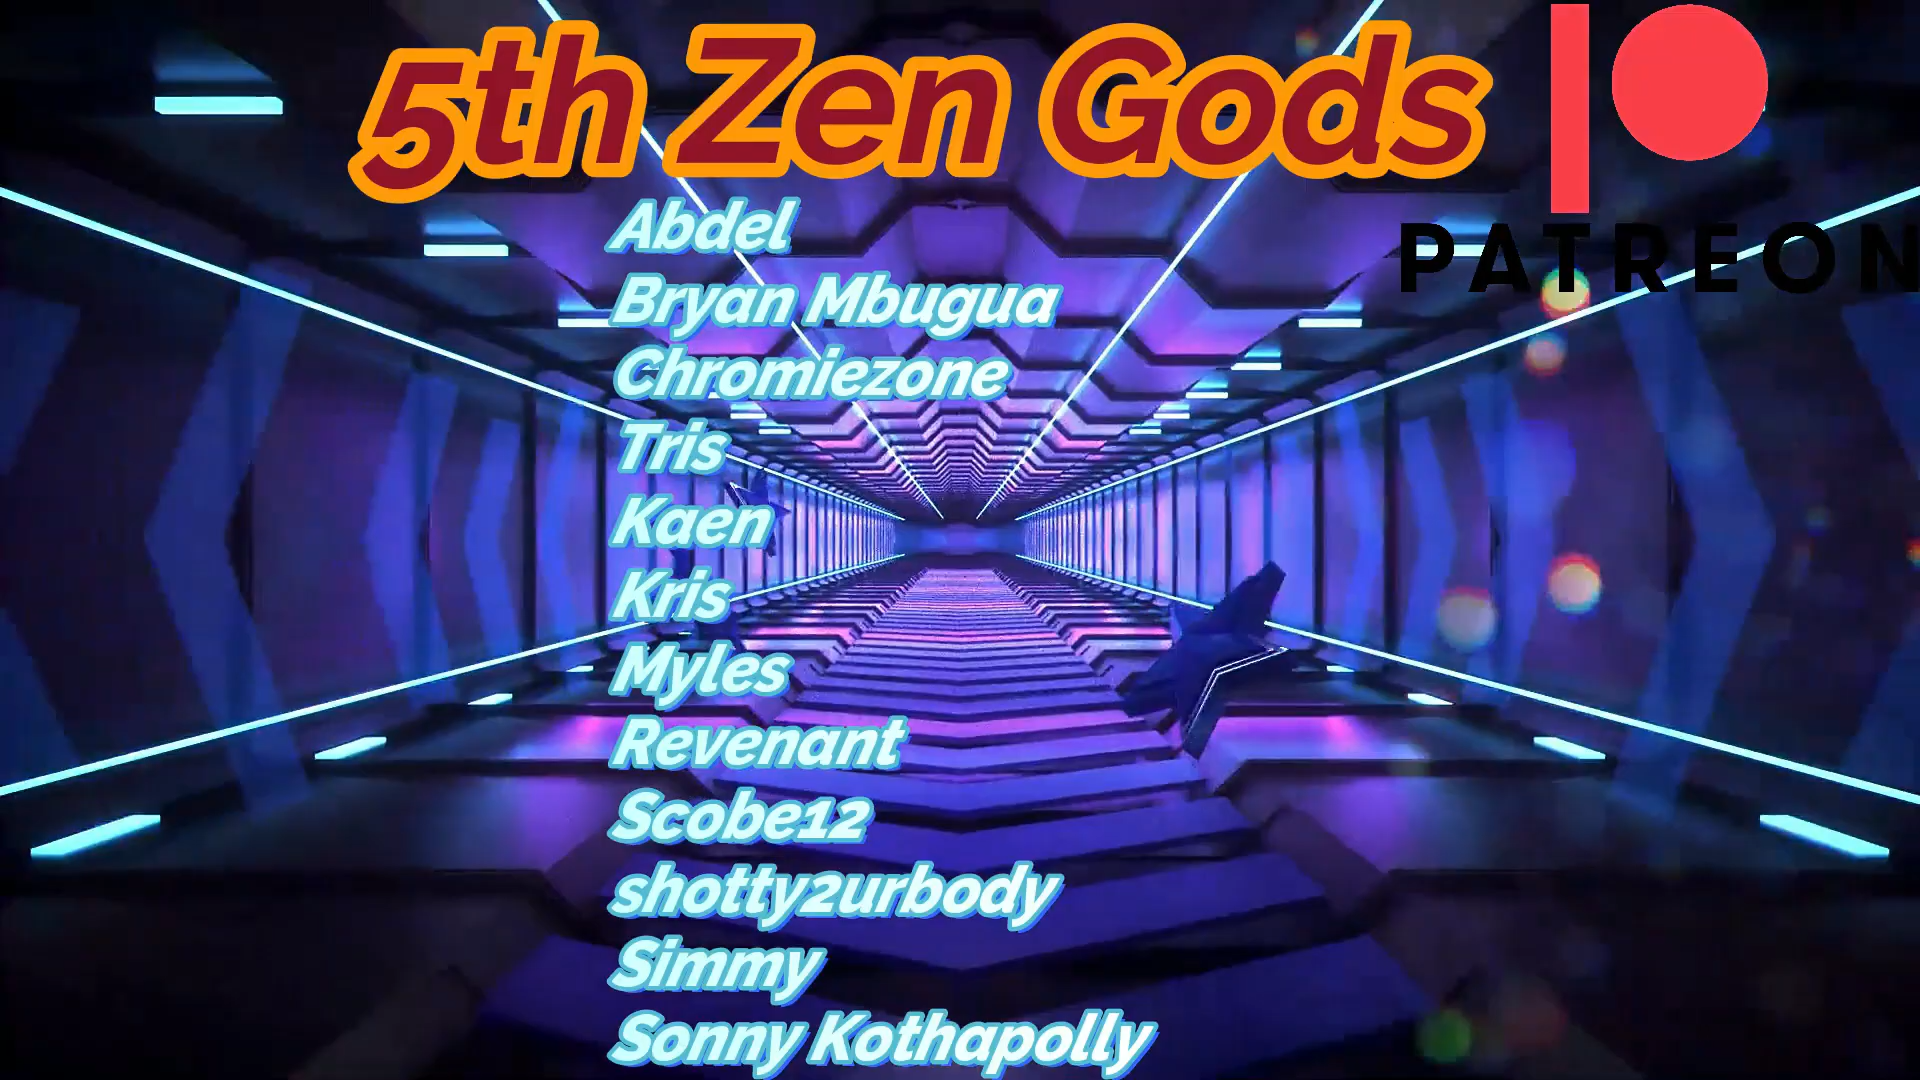 5th Zen Gods
PATREON
Abdel
Bryan Mbugua
Chromiezone
Tris
Kaen
Kris
Myles
Revenant
Scobe12
shotty2urbody
Simmy
Sonny Kothapolly